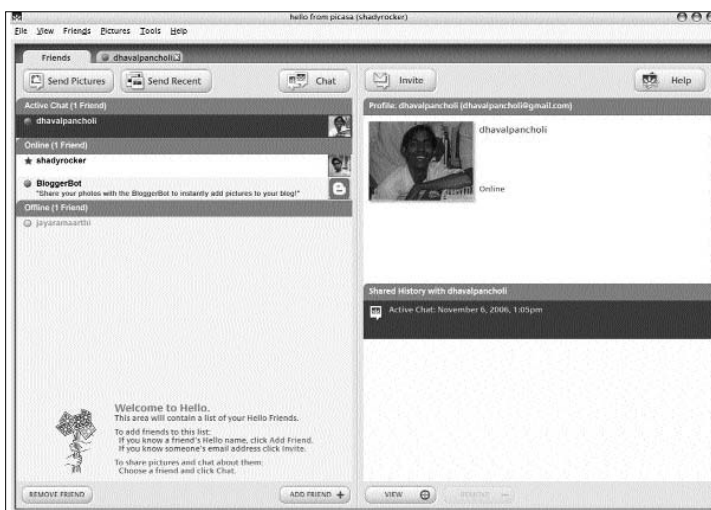 hello from picasa (shadyrocker)
File View Friends Pictures Tools Help
Friends
dhavalpancholi
Send Pictures
Send Recent
Chat
Invite
Help
Active Chat (1 Friend)
dhavalpancholi
Online (1 Friend)
shadyrocker
BloggerBot
"Share your photos with the BloggerBot to instantly add pictures to your blog!"
Offline (1 Friend)
jayaramaarthi
Welcome to Hello.
This area will contain a list of your Hello Friends.
To add friends to this list:
If you know a friend's Hello name, click Add Friend.
If you know someone's email address click Invite.
To share pictures and chat about them:
Choose a friend and click Chat.
REMOVE FRIEND
ADD FRIEND +
Profile: dhavalpancholi (dhavalpancholi@gmail.com)
dhavalpancholi
Online
Shared History with dhavalpancholi
Active Chat: November 6, 2006, 1:05pm
VIEW
REMOVE